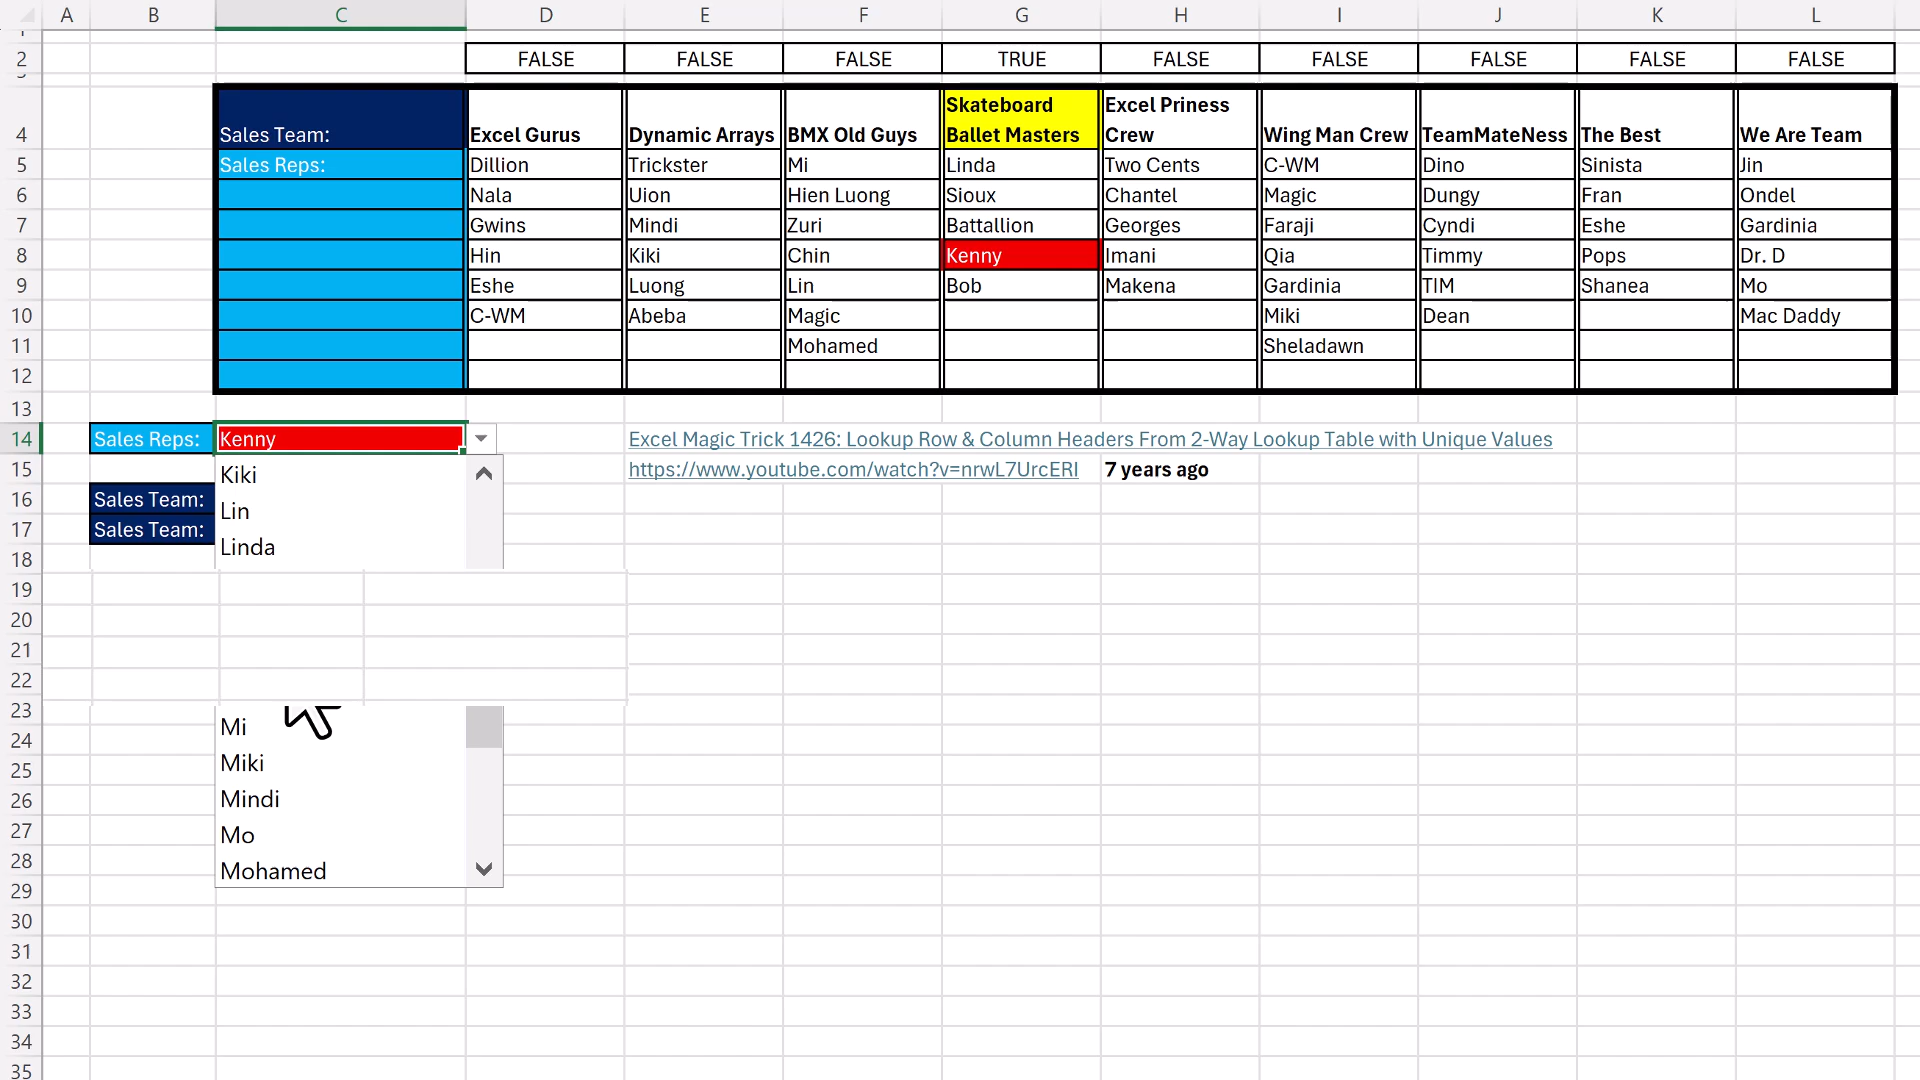 A B C D E F G H I J K L
2 FALSE FALSE FALSE TRUE FALSE FALSE FALSE FALSE FALSE
Skateboard Excel Priness
4 Sales Team: Excel Gurus Dynamic Arrays BMX Old Guys Ballet Masters Crew Wing Man Crew TeamMateNess The Best We Are Team
5 Sales Reps: Dillion Trickster Mi Linda Two Cents C-WM Dino Sinista Jin
6 Nala Uion Hien Luong Sioux Chantel Magic Dungy Fran Ondel
7 Gwins Mindi Zuri Battallion Georges Faraji Cyndi Eshe Gardinia
8 Hin Kiki Chin Kenny Imani Qia Timmy Pops Dr. D
9 Eshe Luong Lin Bob Makena Gardinia TIM Shanea Mo
10 C-WM Abeba Magic Miki Dean Mac Daddy
11 Mohamed Sheladawn
12
13
14 Sales Reps: Kenny Excel Magic Trick 1426: Lookup Row & Column Headers From 2-Way Lookup Table with Unique Values
15 Kiki https://www.youtube.com/watch?v=nrwL7UrcERI 7 years ago
16 Sales Team: Lin
17 Sales Team: Linda
18
19
20
21
22
23 Mi
24
25 Miki
26 Mindi
27 Mo
28 Mohamed
29
30
31
32
33
34
35